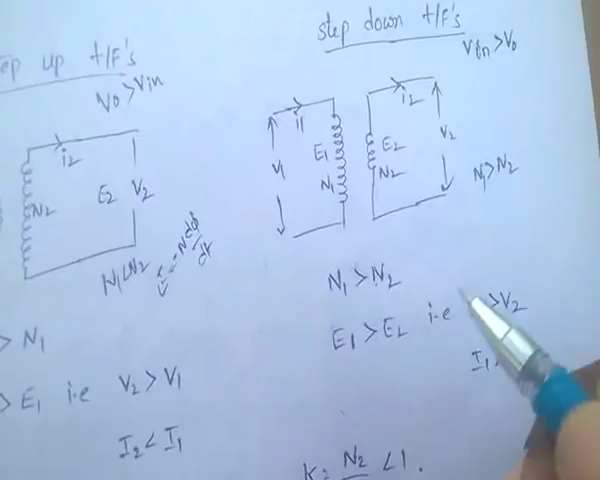 ep up t/F's
Vo>Vin
i2
N2
E2 V2
N1<N2
N dφ/dt
> N1
> E1 i.e V2>V1
I2<I1
step down t/F's
Vin>Vo
i1
V1
E1
N1
i2
E2
N2
V2
N1>N2
N1>N2
E1>E2 i.e >V2
I1
K= N2 <1.